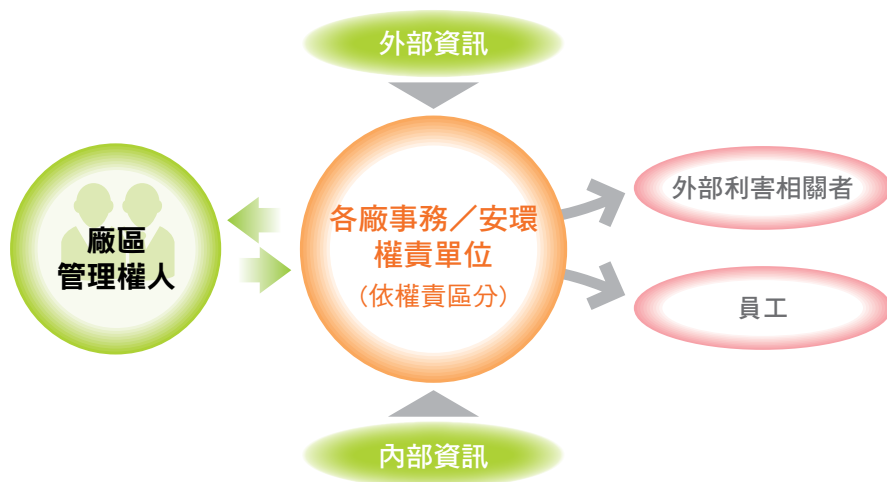 外部資訊
廠區
管理權人
各廠事務／安環
權責單位
（依權責區分）
外部利害相關者
員工
內部資訊